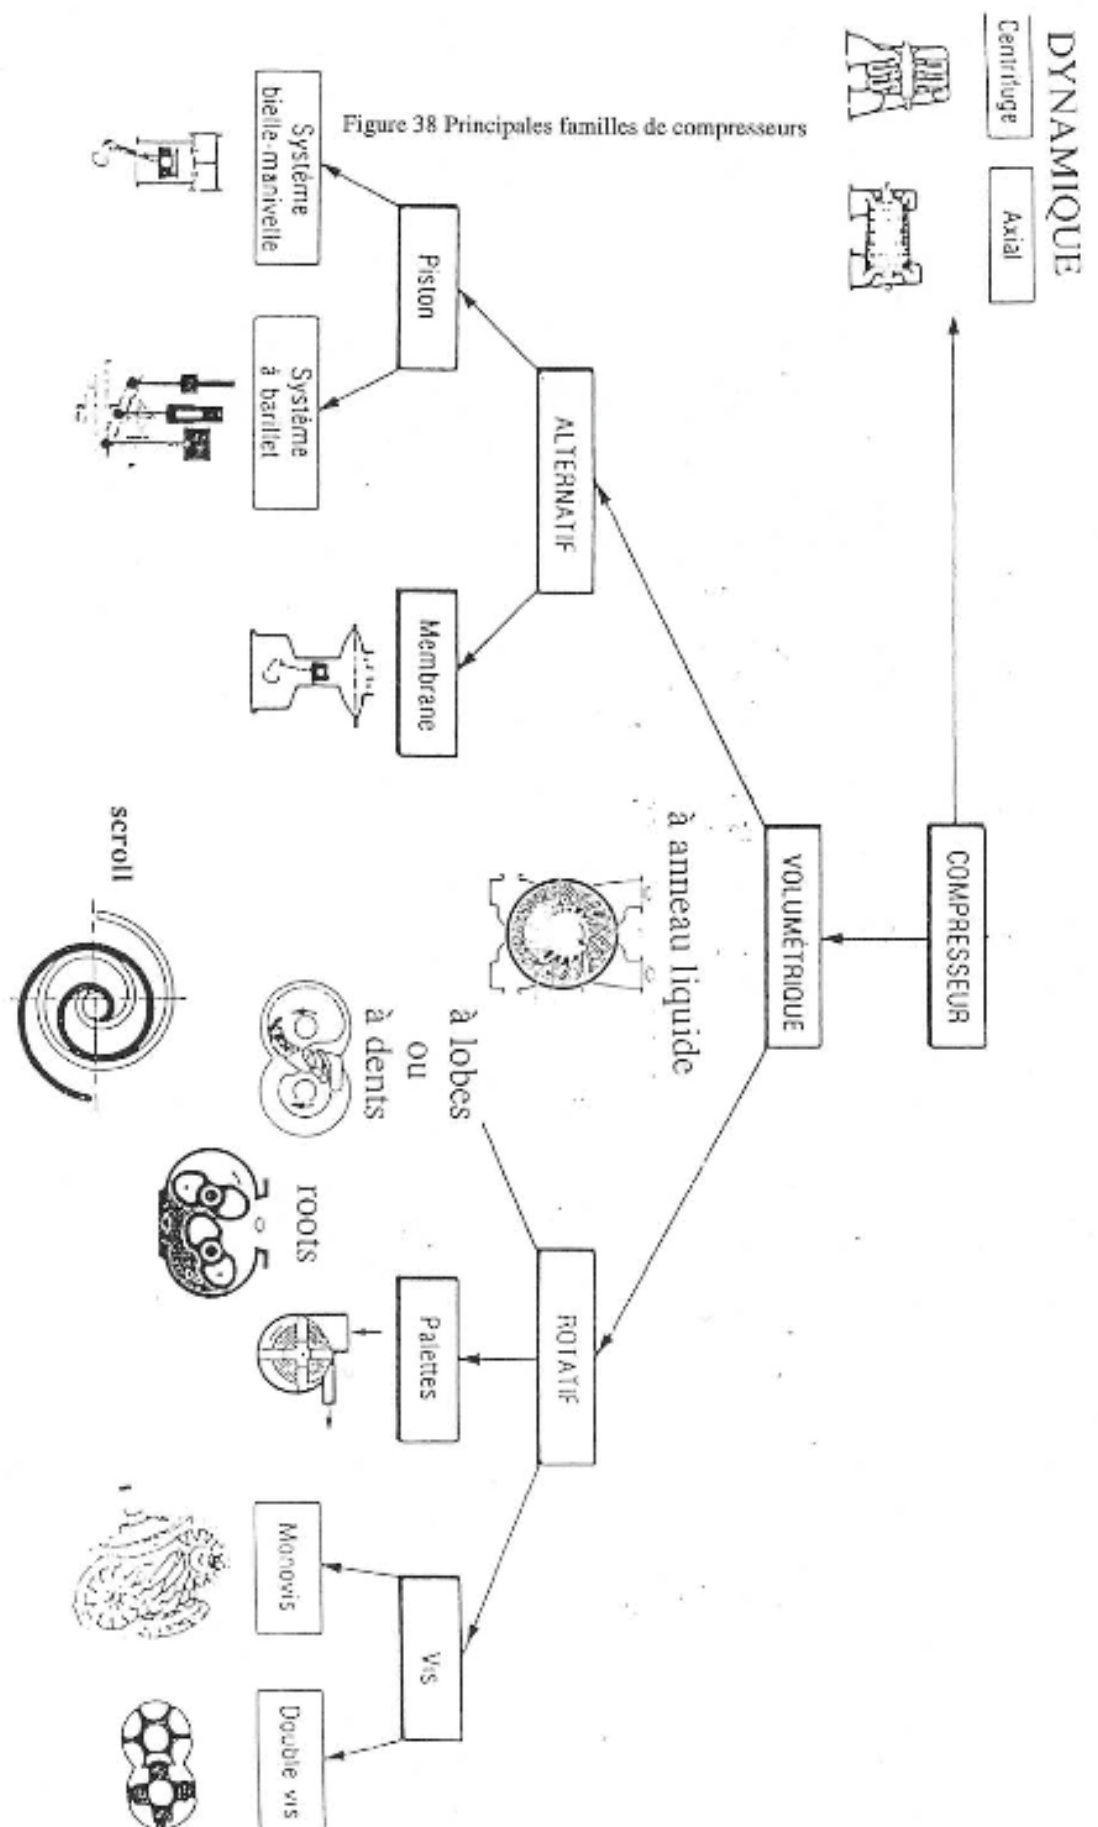 DYNAMIQUE
Centrifuge
Axial
COMPRESSEUR
VOLUMÉTRIQUE
à anneau liquide
ALTERNATIF
ROTATIF
à lobes
ou
à dents
Piston
Membrane
Palettes
Vis
roots
Système
bielle-manivelle
Système
à barillet
Monovis
Double vis
scroll
Figure 38 Principales familles de compresseurs